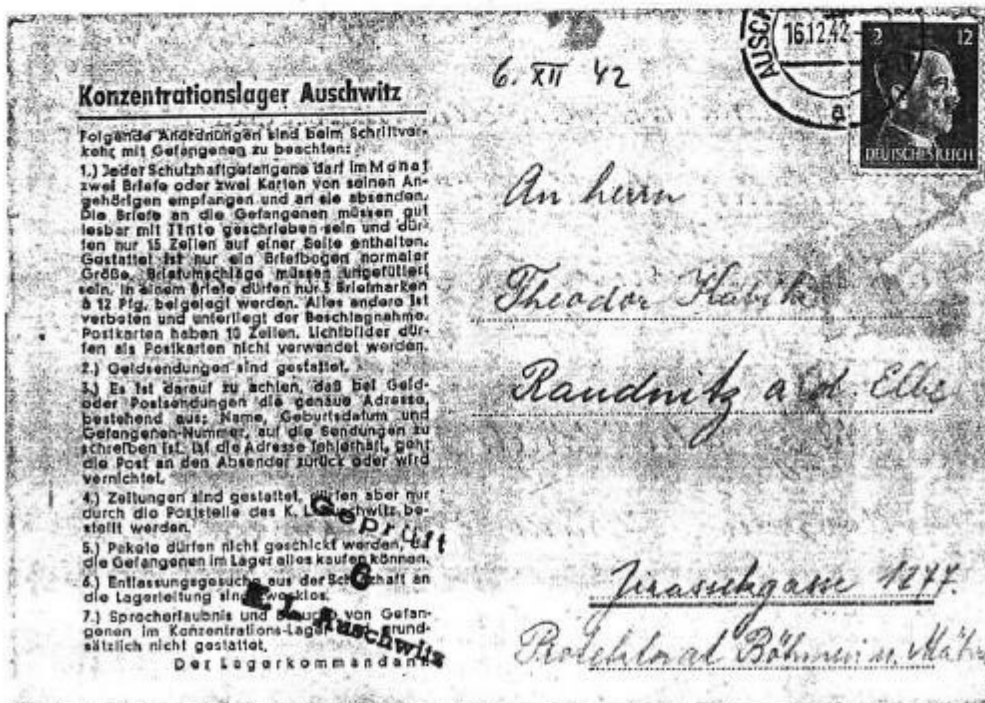 Konzentrationslager Auschwitz
Folgende Anordnungen sind beim Schriftver-
kehr mit Gefangenen zu beachten:
1.) Jeder Schutzhaftgefangene darf im Monat
zwei Briefe oder zwei Karten von seinen An-
gehörigen empfangen und an sie absenden.
Die Briefe an die Gefangenen müssen gut
lesbar mit Tinte geschrieben sein und dür-
fen nur 15 Zeilen auf einer Seite enthalten.
Gestattet ist nur ein Briefbogen normaler
Größe. Briefumschläge müssen ungefüttert
sein. In einem Briefe dürfen nur 5 Briefmarken
à 12 Pfg. beigelegt werden. Alles andere ist
verboten und unterliegt der Beschlagnahme.
Postkarten haben 10 Zeilen. Lichtbilder dür-
fen als Postkarten nicht verwendet werden.
2.) Geldsendungen sind gestattet.
3.) Es ist darauf zu achten, daß bei Geld-
oder Postsendungen die genaue Adresse,
bestehend aus: Name, Geburtsdatum und
Gefangenen-Nummer, auf die Sendungen zu
schreiben ist. Ist die Adresse fehlerhaft, geht
die Post an den Absender zurück oder wird
vernichtet.
4.) Zeitungen sind gestattet, dürfen aber nur
durch die Poststelle des K. L. Auschwitz be-
stellt werden.
5.) Pakete dürfen nicht geschickt werden, da
die Gefangenen im Lager alles kaufen können.
6.) Entlassungsgesuche aus der Schutzhaft an
die Lagerleitung sind zwecklos.
7.) Sprecherlaubnis und Besuche von Gefan-
genen im Konzentrations-Lager sind grund-
sätzlich nicht gestattet.
Der Lagerkommandant
Geprüft
6
K.L. Auschwitz
6. XII 42
AUSC
16.12.42
a
2 12
DEUTSCHES REICH
An herrn
Theodor
Raudnitz a. d. Elbe
1277.
Protektorat Böhmen u. Mähr